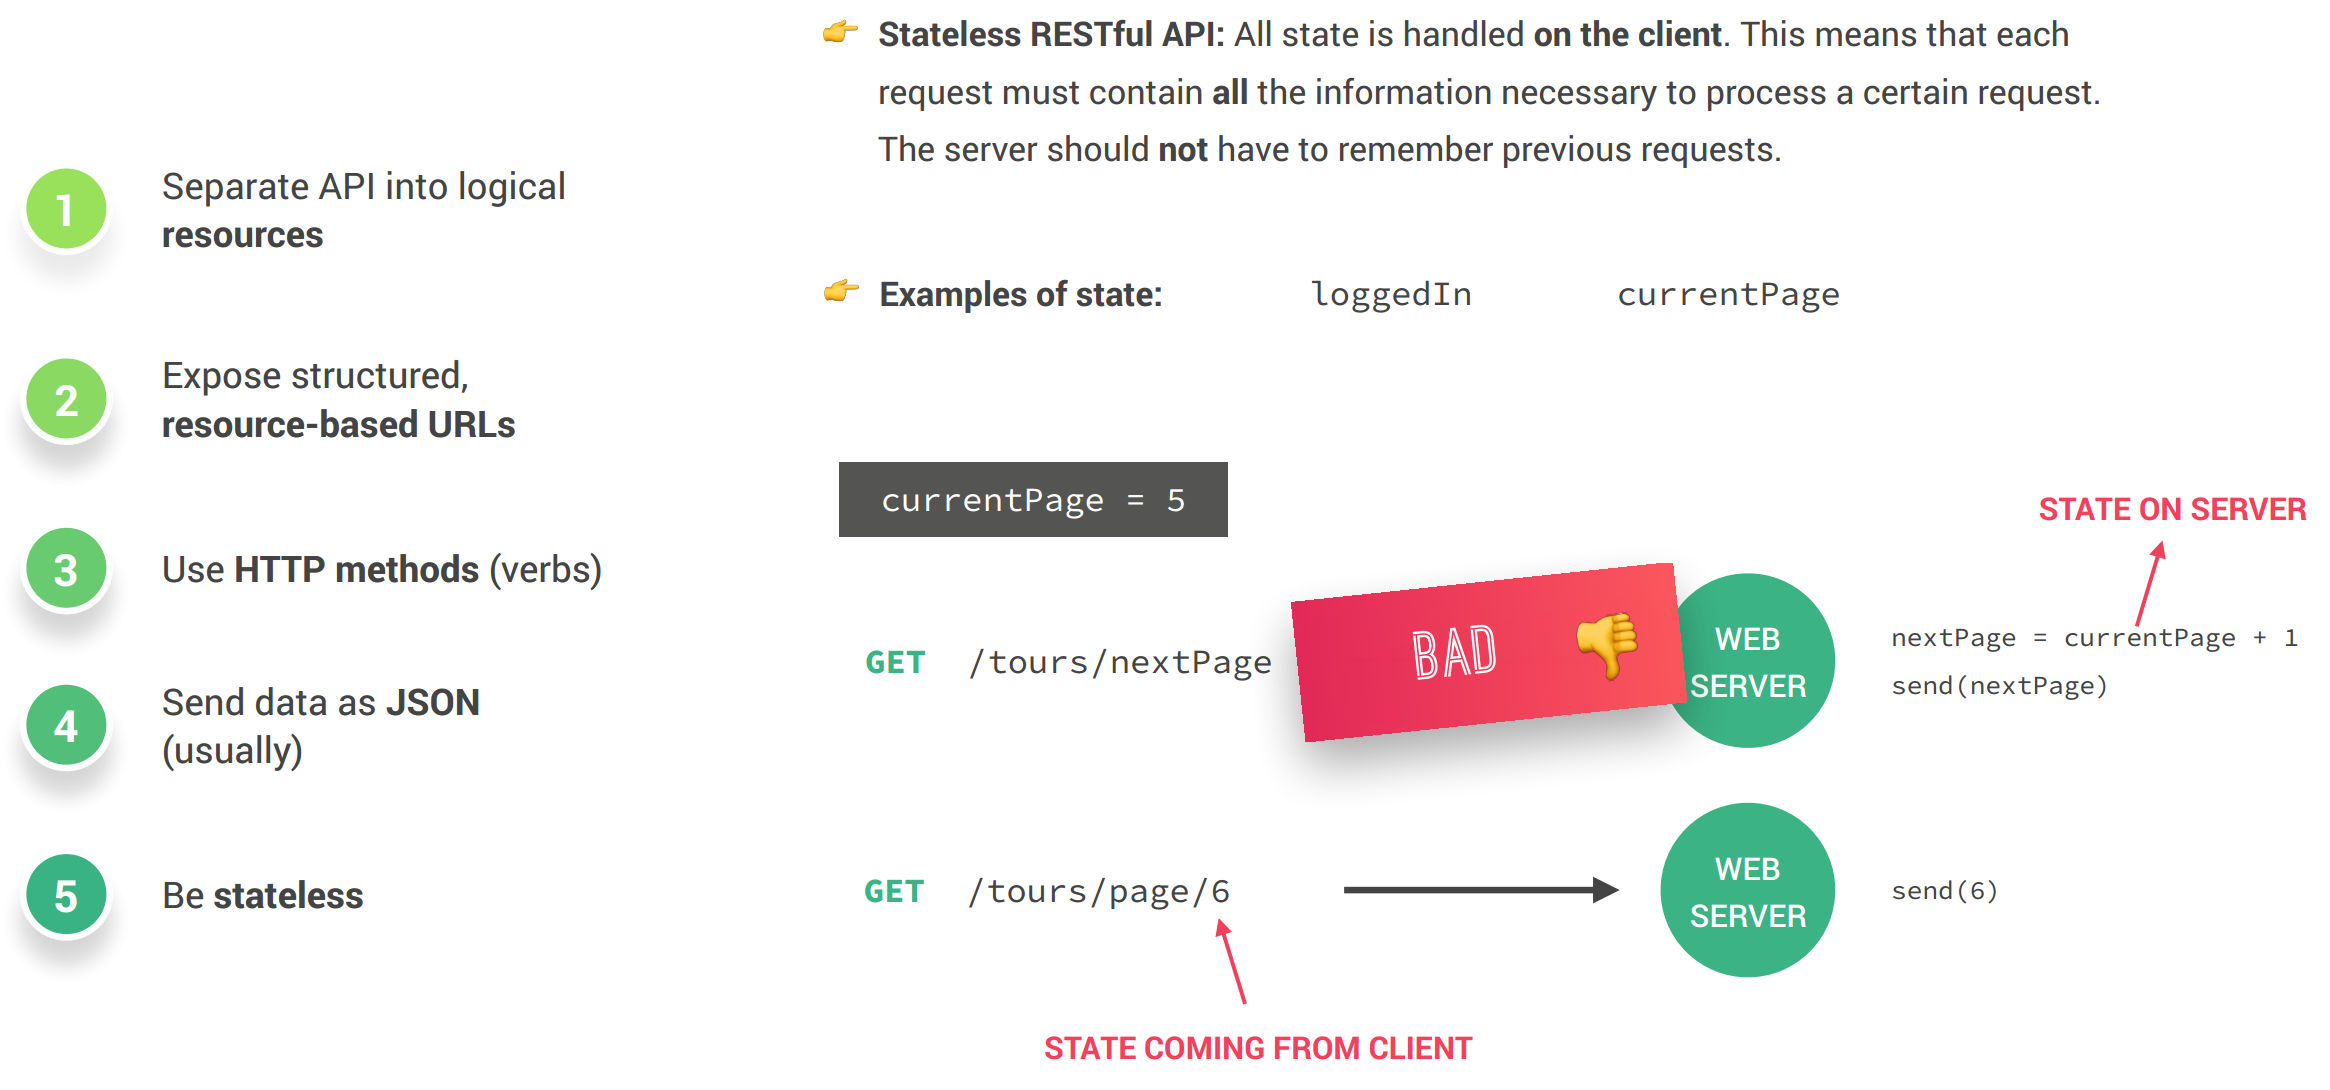 1
Separate API into logical
resources
2
Expose structured,
resource-based URLs
3
Use HTTP methods (verbs)
4
Send data as JSON
(usually)
5
Be stateless
Stateless RESTful API: All state is handled on the client. This means that each
request must contain all the information necessary to process a certain request.
The server should not have to remember previous requests.
Examples of state: loggedIn currentPage
currentPage = 5
STATE ON SERVER
GET /tours/nextPage
BAD
WEB
SERVER
nextPage = currentPage + 1
send(nextPage)
GET /tours/page/6
WEB
SERVER
send(6)
STATE COMING FROM CLIENT